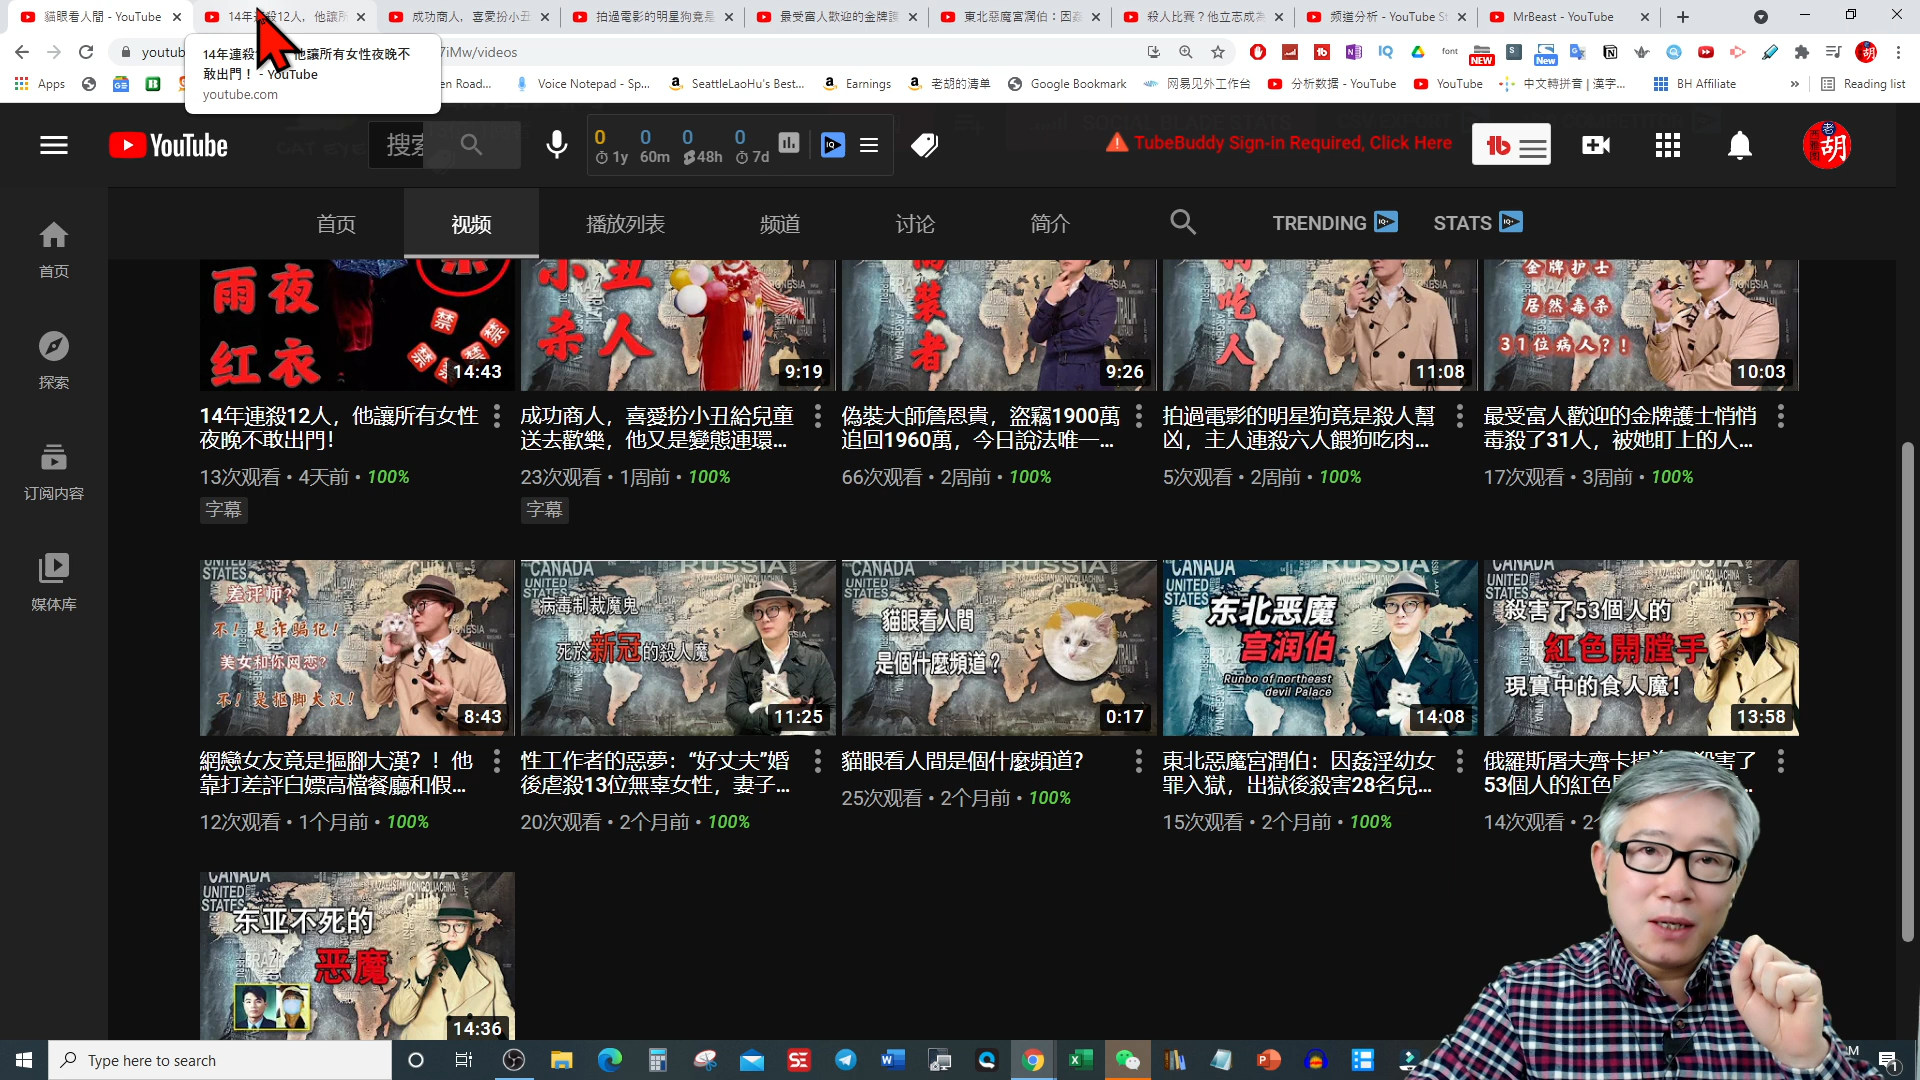 貓眼看人間 - YouTube
成功商人，喜愛扮小丑
拍過電影的明星狗竟是
最受富人歡迎的金牌護
東北惡魔宮潤伯：因姦
殺人比賽？他立志成為
频道分析 - YouTube St
MrBeast - YouTube
youtub
7iMw/videos
敢出門！ - YouTube
youtube.com
Apps
Voice Notepad - Sp...
SeattleLaoHu's Best...
Earnings
老胡的清单
Google Bookmark
网易见外工作台
分析数据 - YouTube
YouTube
中文轉拼音 | 漢字...
BH Affiliate
Reading list
YouTube
搜索
0 0 0 0
1y 60m 48h 7d
TubeBuddy Sign-in Required, Click Here
首页
视频
播放列表
频道
讨论
简介
TRENDING
STATS
首页
探索
订阅内容
媒体库
雨夜
红衣
14:43
小丑
杀人
9:19
装者
9:26
吃人
11:08
金牌护士
居然毒杀
31位病人?!
10:03
14年連殺12人，他讓所有女性
夜晚不敢出門！
13次观看 • 4天前 • 100%
字幕
成功商人，喜愛扮小丑給兒童
送去歡樂，他又是變態連環...
23次观看 • 1周前 • 100%
字幕
偽裝大師詹恩貴，盜竊1900萬
追回1960萬，今日說法唯一...
66次观看 • 2周前 • 100%
拍過電影的明星狗竟是殺人幫
凶，主人連殺六人餵狗吃肉...
5次观看 • 2周前 • 100%
最受富人歡迎的金牌護士悄悄
毒殺了31人，被她盯上的人...
17次观看 • 3周前 • 100%
差评师?
不！是诈骗犯！
美女和你网恋?
不！是抠脚大汉！
8:43
病毒制裁魔鬼
死於新冠的殺人魔
11:25
貓眼看人間
是個什麼頻道？
0:17
东北恶魔
宫润伯
Runbo of northeast
devil Palace
14:08
殺害了53個人的
紅色開膛手
現實中的食人魔！
13:58
網戀女友竟是摳腳大漢？！他
靠打差評白嫖高檔餐廳和假...
12次观看 • 1个月前 • 100%
性工作者的惡夢：“好丈夫”婚
後虐殺13位無辜女性，妻子...
20次观看 • 2个月前 • 100%
貓眼看人間是個什麼頻道？
25次观看 • 2个月前 • 100%
東北惡魔宮潤伯：因姦淫幼女
罪入獄，出獄後殺害28名兒...
15次观看 • 2个月前 • 100%
俄羅斯屠夫齊卡
53個人的紅色
14次观看 • 2
东亚不死的
恶魔
14:36
Type here to search